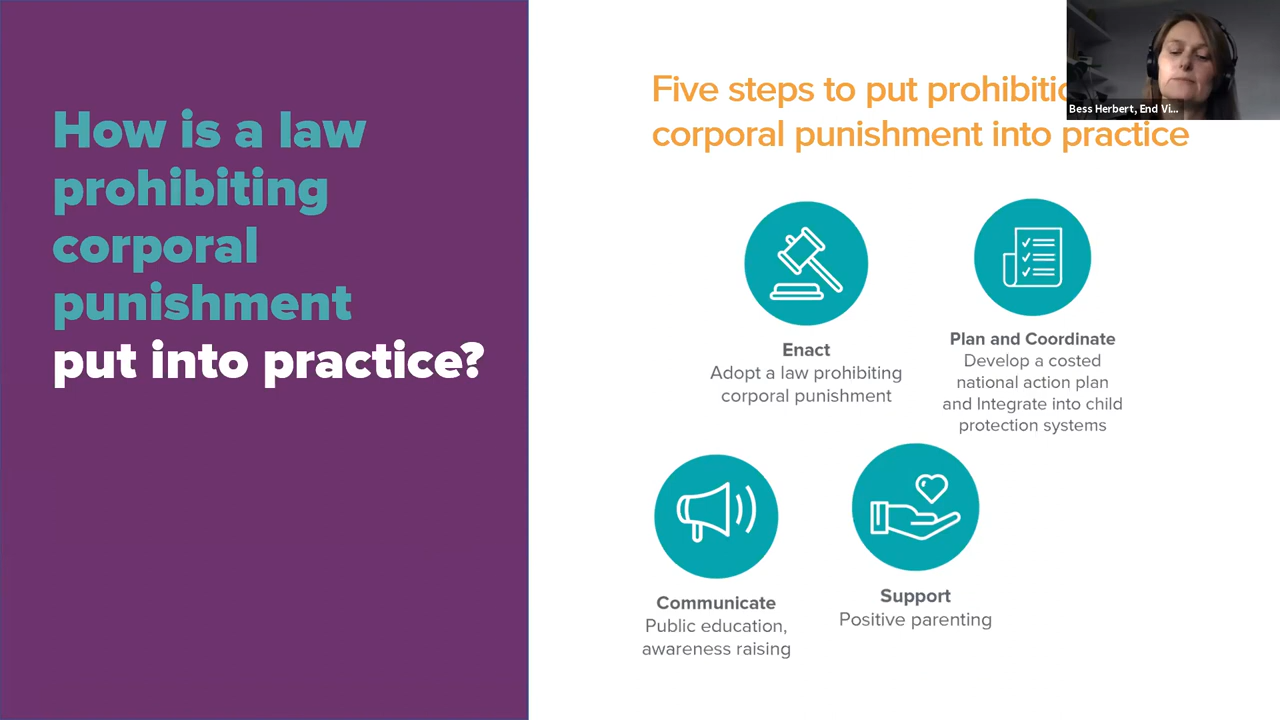 How is a law
prohibiting
corporal
punishment
put into practice?
Five steps to put prohibitio
corporal punishment into practice
Bess Herbert, End Vi...
Enact
Adopt a law prohibiting
corporal punishment
Plan and Coordinate
Develop a costed
national action plan
and Integrate into child
protection systems
Communicate
Public education,
awareness raising
Support
Positive parenting